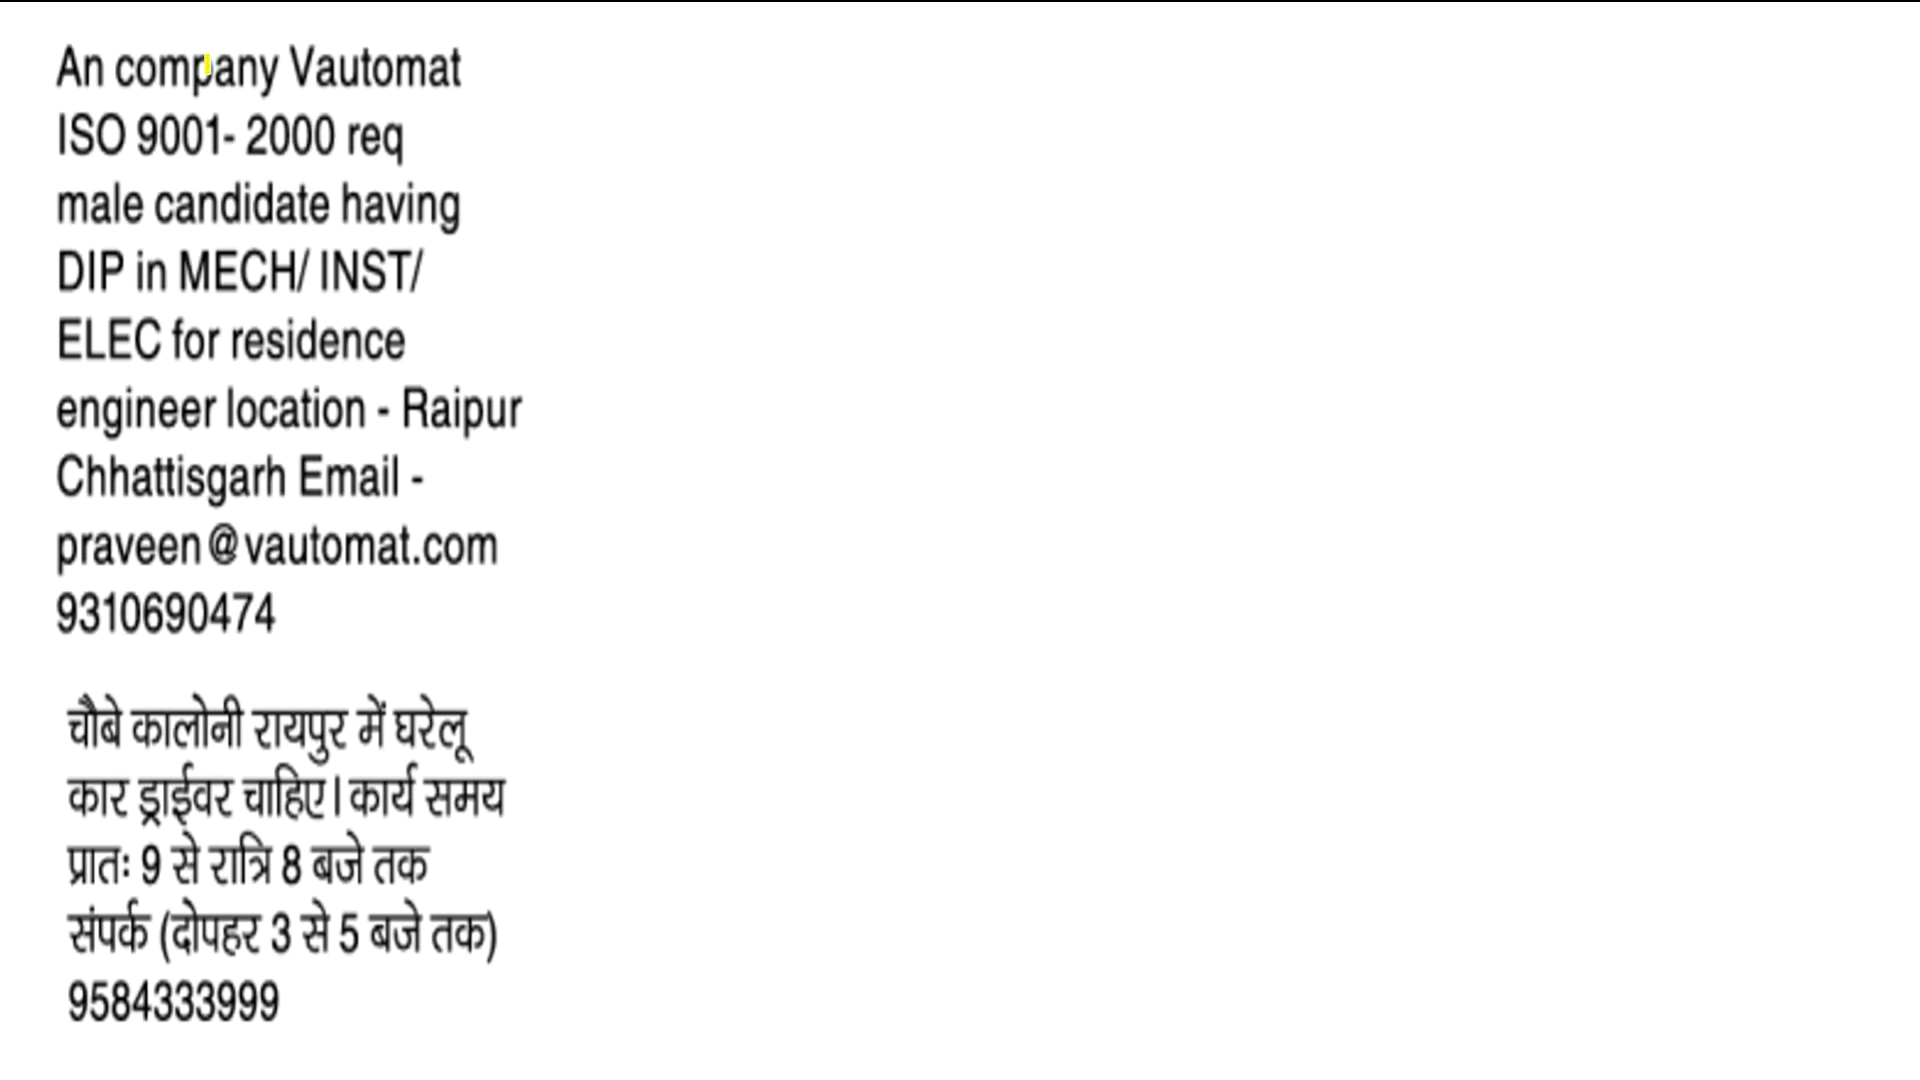 An company Vautomat
ISO 9001- 2000 req
male candidate having
DIP in MECH/ INST/
ELEC for residence
engineer location - Raipur
Chhattisgarh Email -
praveen@vautomat.com
9310690474
चौबे कालोनी रायपुर में घरेलू
कार ड्राईवर चाहिए। कार्य समय
प्रातः 9 से रात्रि 8 बजे तक
संपर्क (दोपहर 3 से 5 बजे तक)
9584333999